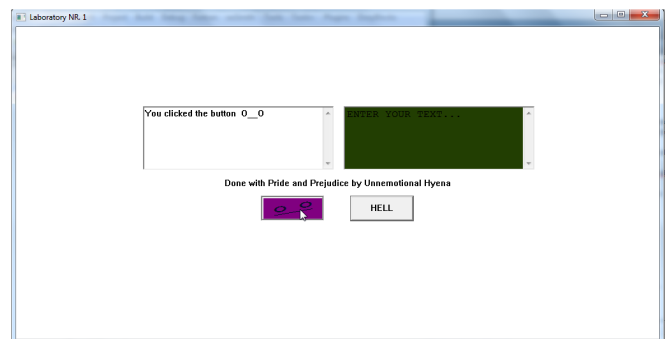 Laboratory NR. 1
You clicked the button O__O
ENTER YOUR TEXT...
Done with Pride and Prejudice by Unnemotional Hyena
HELL